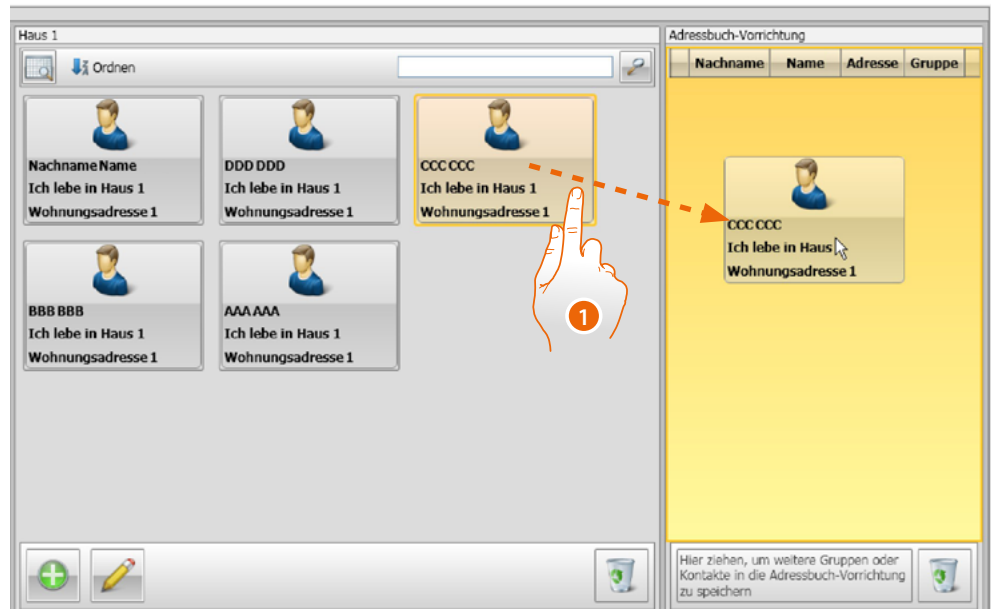 Haus 1
Ordnen
Nachname Name
Ich lebe in Haus 1
Wohnungsadresse 1
DDD DDD
Ich lebe in Haus 1
Wohnungsadresse 1
CCC CCC
Ich lebe in Haus 1
Wohnungsadresse 1
BBB BBB
Ich lebe in Haus 1
Wohnungsadresse 1
AAA AAA
Ich lebe in Haus 1
Wohnungsadresse 1
1
Adressbuch-Vorrichtung
Nachname Name Adresse Gruppe
CCC CCC
Ich lebe in Haus
Wohnungsadresse 1
Hier ziehen, um weitere Gruppen oder
Kontakte in die Adressbuch-Vorrichtung
zu speichern